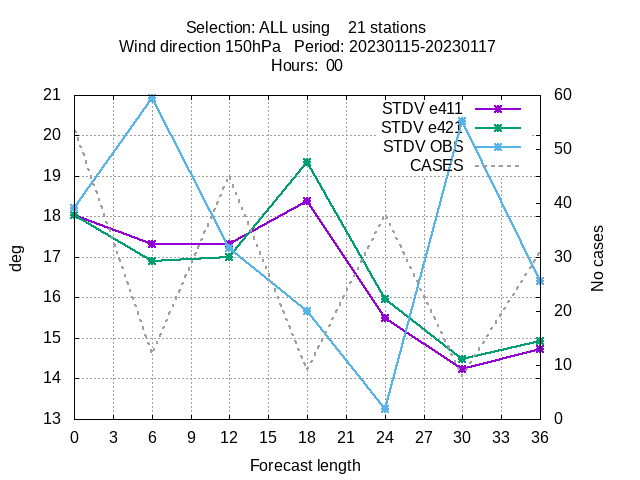 Selection: ALL using    21 stations
Wind direction 150hPa   Period: 20230115-20230117
Hours:  00
21
20
19
18
17
16
15
14
13
deg
60
50
40
30
20
10
0
No cases
STDV e411
STDV e421
STDV OBS
CASES
0 3 6 9 12 15 18 21 24 27 30 33 36
Forecast length